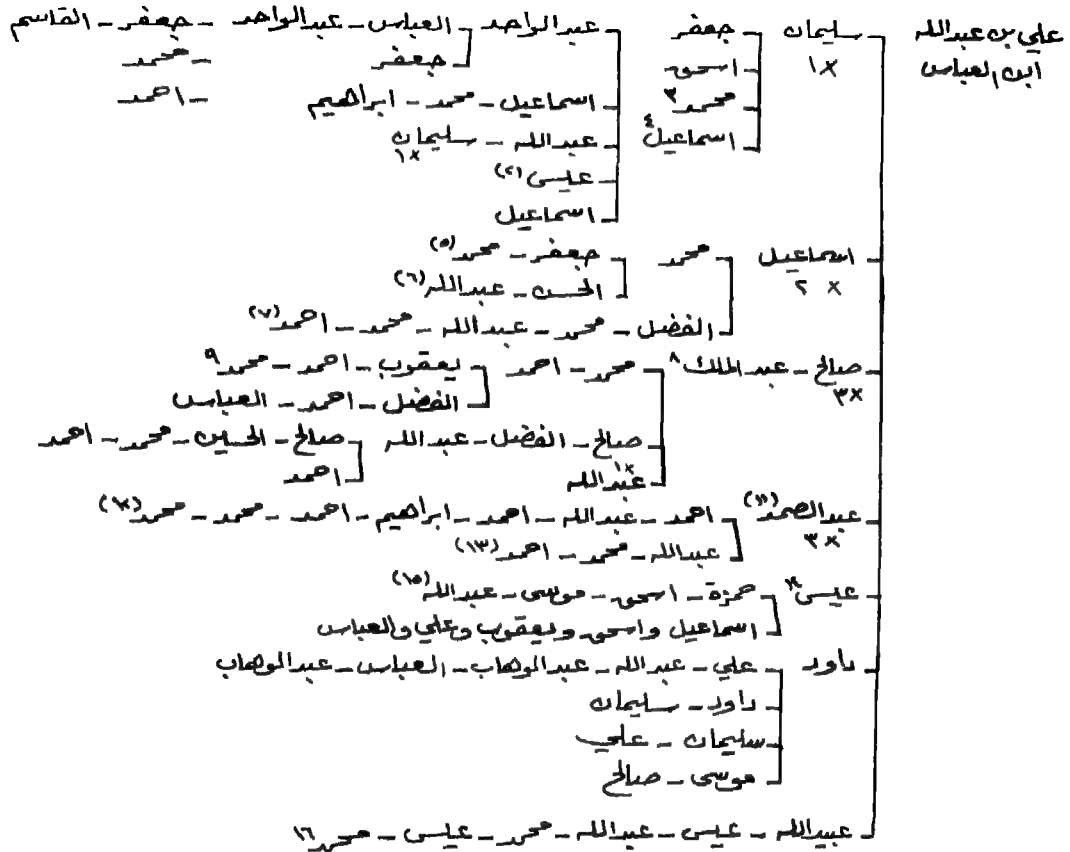 علي بن عبدالله ـ سليمان ـ جعفر ـ عبدالواحد ـ العباس ـ عبدالواحد ـ جعفر ـ القاسم
ابن العباس ١x ـ اسحق ـ جعفر ـ محمد
ـ محمد ٣ ـ اسماعيل ـ محمد ـ ابراهيم ـ احمد
ـ اسماعيل ٤ ـ عبدالله ـ سليمان ١x
ـ عيسى (٢)
ـ اسماعيل
ـ اسماعيل ـ محمد ـ جعفر ـ محمد (٥)
٢ x ـ الحسن ـ عبدالله (٦)
ـ الفضل ـ محمد ـ عبدالله ـ محمد ـ احمد (٧)
ـ صالح ـ عبد الملك ٨ ـ محمد ـ احمد ـ يعقوب ـ احمد ـ محمد ٩
٣x ـ الفضل ـ احمد ـ العباس
ـ صالح ـ الفضل ـ عبدالله ـ صالح ـ الحسين ـ محمد ـ احمد
ـ عبدالله ١x ـ احمد
ـ عبدالصمد (١١) ـ احمد ـ عبدالله ـ احمد ـ ابراهيم ـ احمد ـ محمد ـ محمد (١٢)
٣x ـ عبدالله ـ محمد ـ احمد (١٣)
ـ عيسى ١٤ ـ حمزة ـ اسحق ـ موسى ـ عبدالله (١٥)
ـ اسماعيل واسحق ويعقوب وعلي والعباس
ـ داود ـ علي ـ عبدالله ـ عبدالوهاب ـ العباس ـ عبدالوهاب
ـ داود ـ سليمان
ـ سليمان ـ علي
ـ موسى ـ صالح
ـ عبيدالله ـ عيسى ـ عبدالله ـ محمد ـ عيسى ـ محمد ١٦